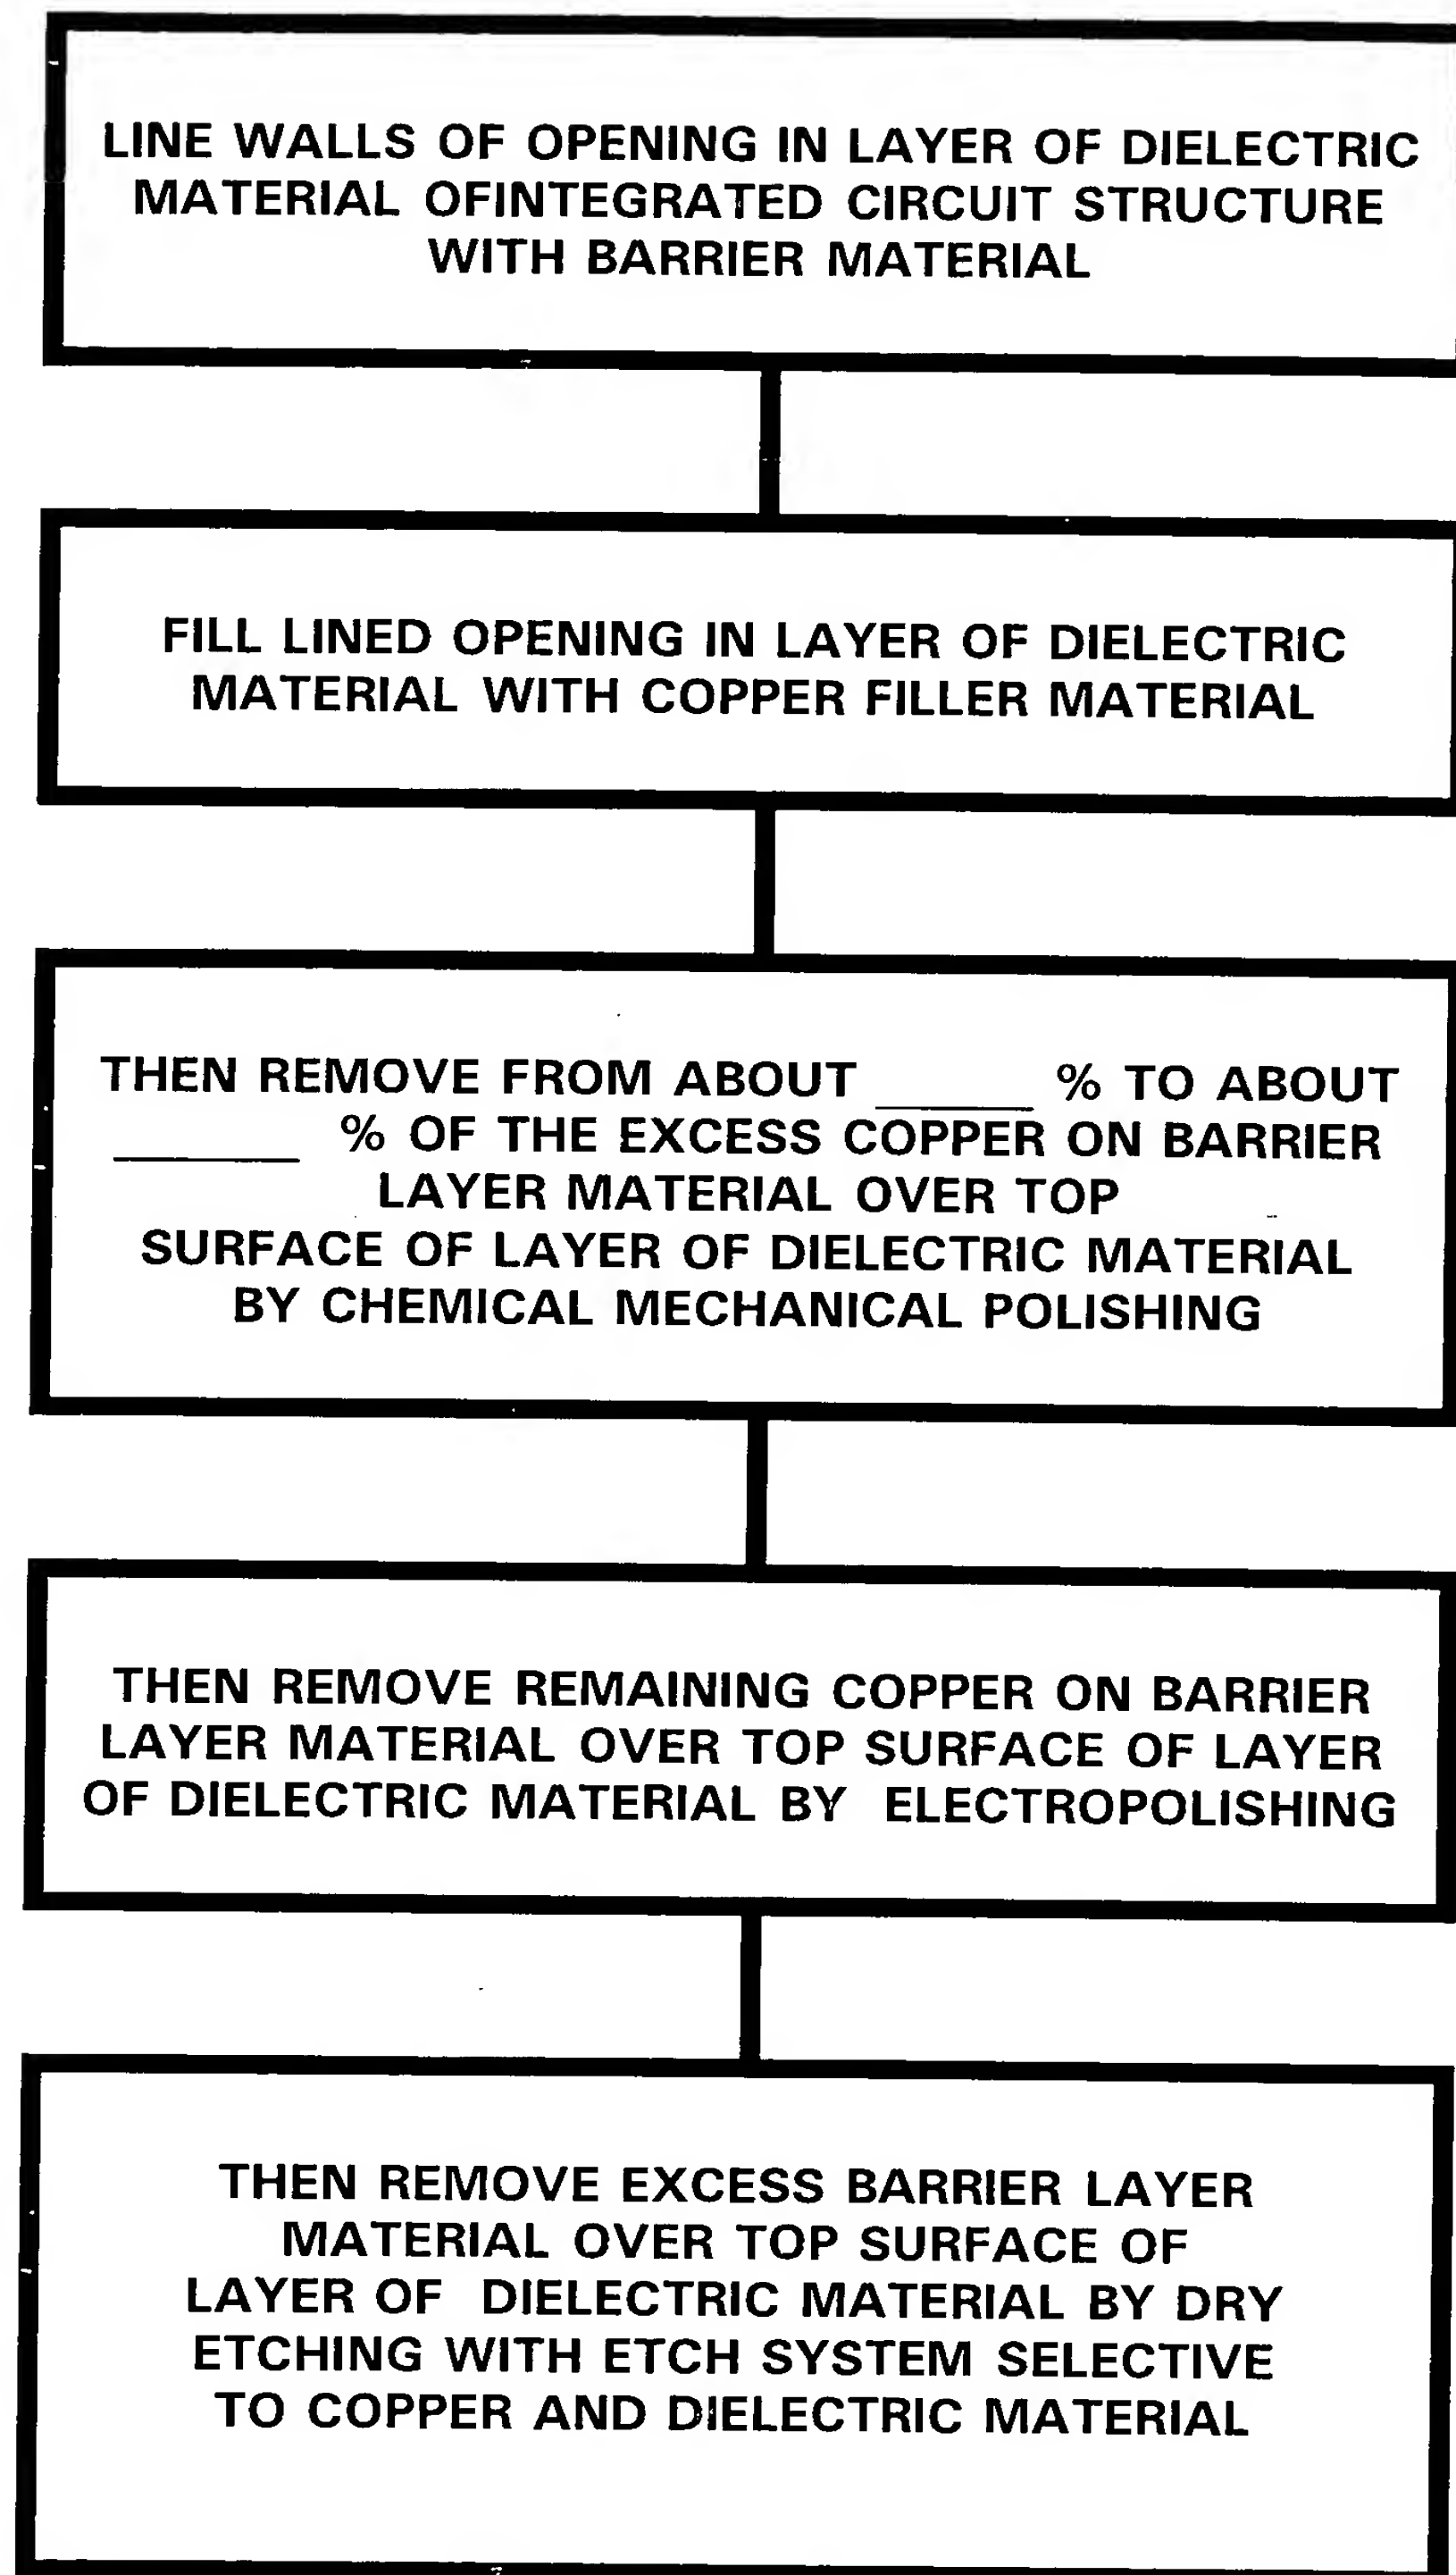 LINE WALLS OF OPENING IN LAYER OF DIELECTRIC
MATERIAL OFINTEGRATED CIRCUIT STRUCTURE
WITH BARRIER MATERIAL
FILL LINED OPENING IN LAYER OF DIELECTRIC
MATERIAL WITH COPPER FILLER MATERIAL
THEN REMOVE FROM ABOUT _____ % TO ABOUT
______ % OF THE EXCESS COPPER ON BARRIER
LAYER MATERIAL OVER TOP
SURFACE OF LAYER OF DIELECTRIC MATERIAL
BY CHEMICAL MECHANICAL POLISHING
THEN REMOVE REMAINING COPPER ON BARRIER
LAYER MATERIAL OVER TOP SURFACE OF LAYER
OF DIELECTRIC MATERIAL BY ELECTROPOLISHING
THEN REMOVE EXCESS BARRIER LAYER
MATERIAL OVER TOP SURFACE OF
LAYER OF DIELECTRIC MATERIAL BY DRY
ETCHING WITH ETCH SYSTEM SELECTIVE
TO COPPER AND DIELECTRIC MATERIAL